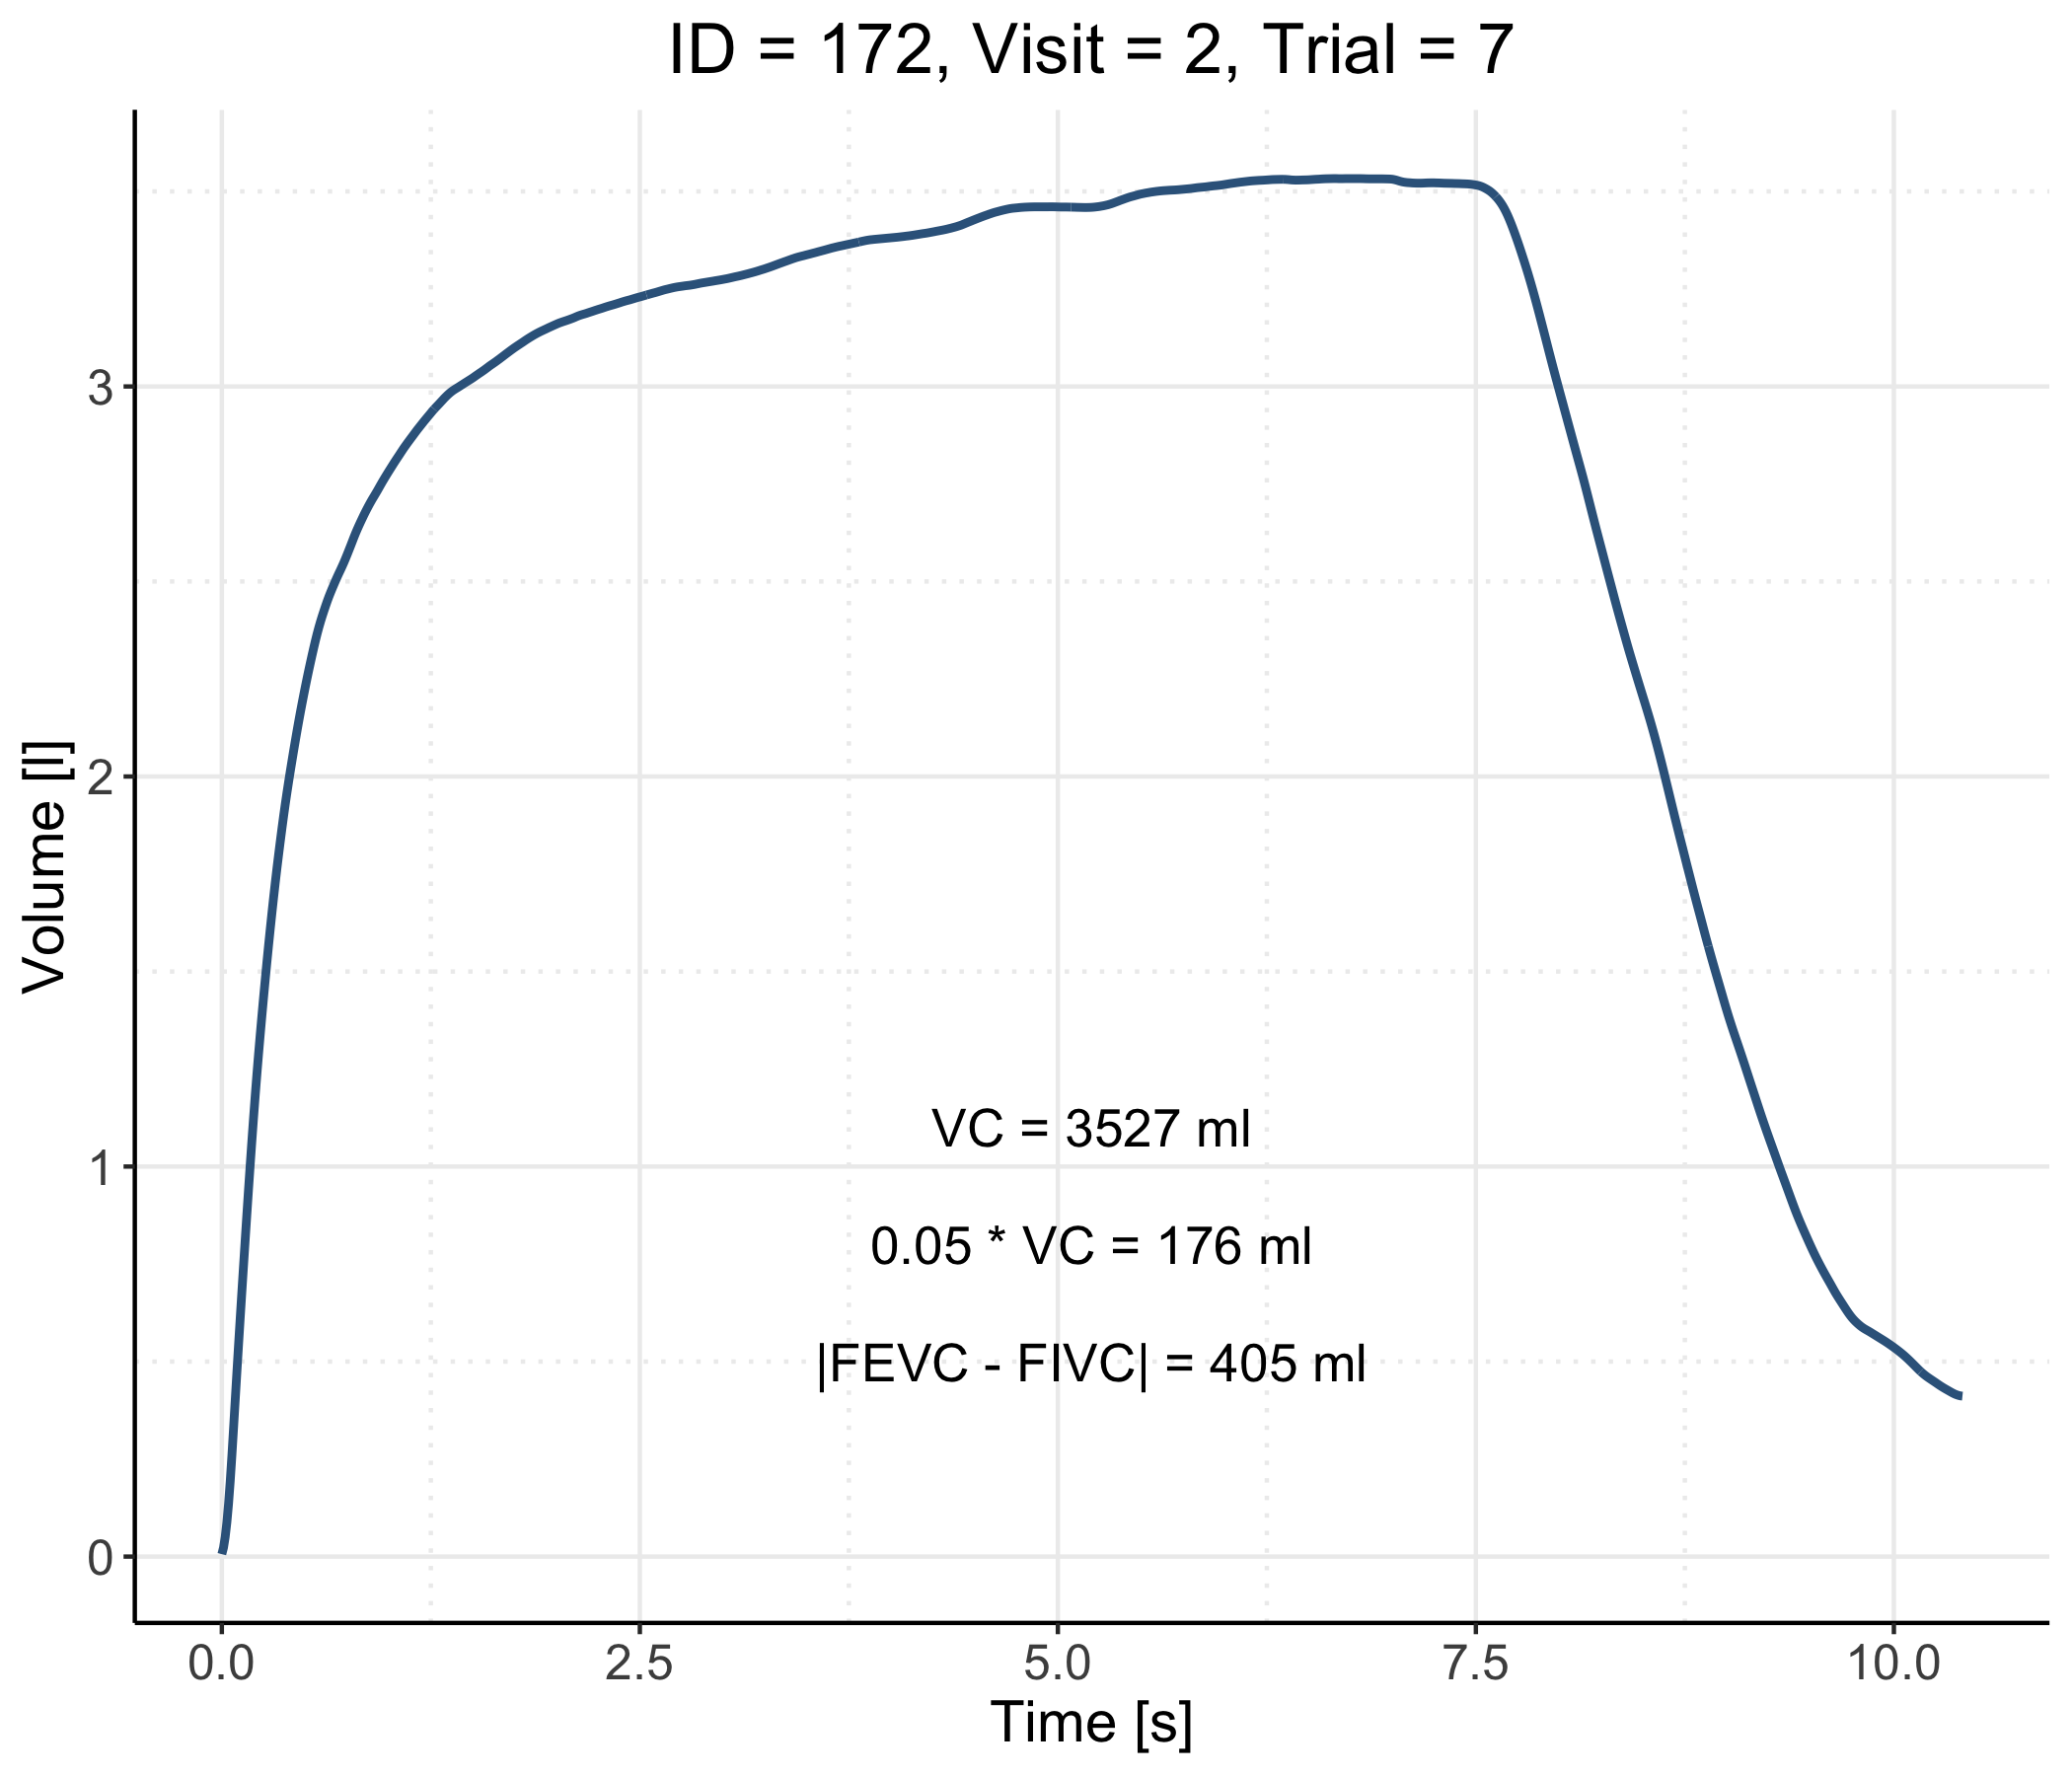 ID = 172, Visit = 2, Trial = 7
Volume [l]
3
2
1
0
VC = 3527 ml
0.05 * VC = 176 ml
|FEVC - FIVC| = 405 ml
0.0 2.5 5.0 7.5 10.0
Time [s]